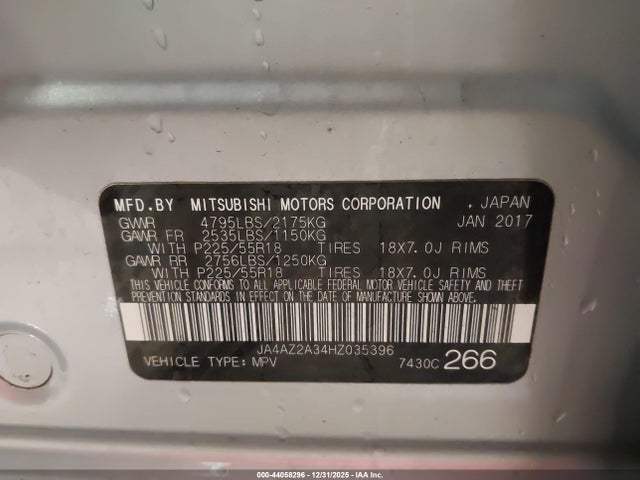 MFD.BY MITSUBISHI MOTORS CORPORATION , JAPAN
GVWR 4795LBS/2175KG JAN 2017
GAWR FR 2535LBS/1150KG
WITH P225/55R18 TIRES 18X7.0J RIMS
GAWR RR 2756LBS/1250KG
WITH P225/55R18 TIRES 18X7.0J RIMS
THIS VEHICLE CONFORMS TO ALL APPLICABLE FEDERAL MOTOR VEHICLE SAFETY AND THEFT
PREVENTION STANDARDS IN EFFECT ON THE DATE OF MANUFACTURE SHOWN ABOVE.
JA4AZ2A34HZ035396
VEHICLE TYPE: MPV 7430C 266
000-44058296 - 12/31/2025 - IAA Inc.